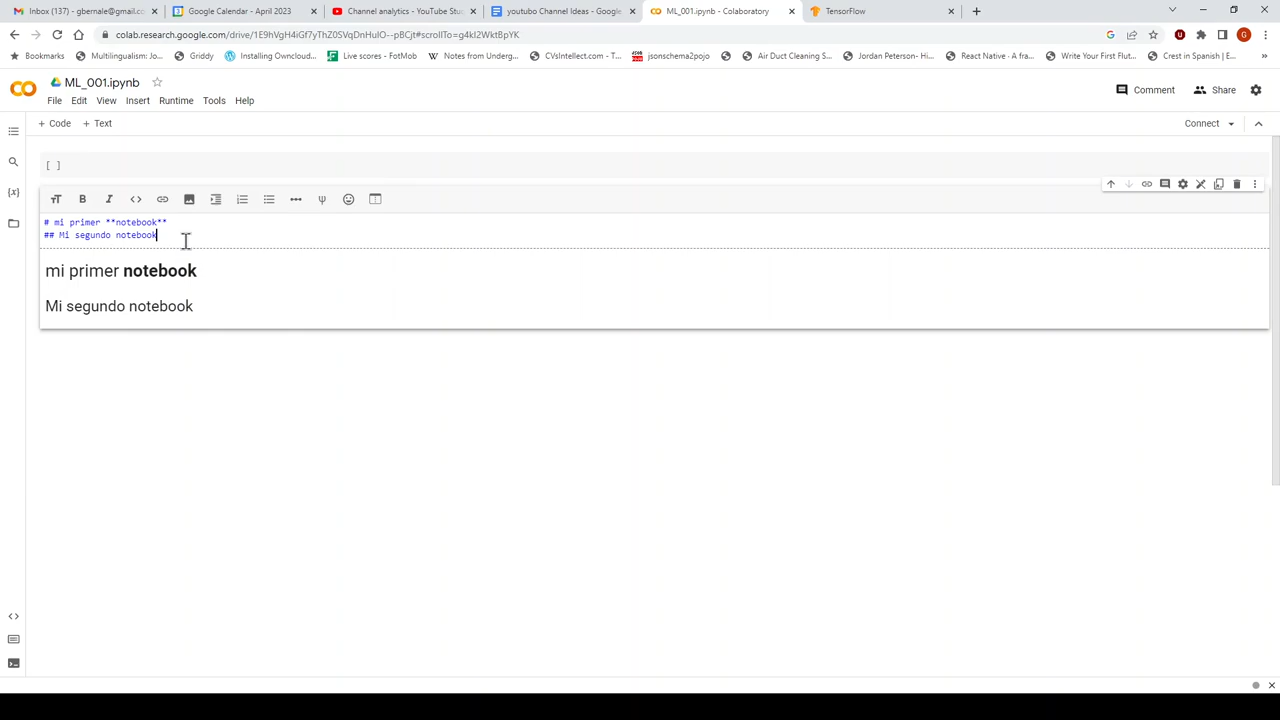 Inbox (137) - gbernale@gmail.cc
Google Calendar - April 2023
Channel analytics - YouTube Stu
youtubo Channel Ideas - Google
ML_001.ipynb - Colaboratory
TensorFlow
colab.research.google.com/drive/1E9hVgH4iGf7yThZ0SVqDnHulO--pBCjt#scrollTo=g4kI2WktBpYK
Bookmarks
Multilingualism: Jo...
Griddy
Installing Owncloud...
Live scores - FotMob
Notes from Underg...
CVIntellect.com - T...
jsonschema2pojo
Air Duct Cleaning S...
Jordan Peterson- Hi...
React Native - A fra...
Write Your First Flut...
Crest in Spanish | E...
ML_001.ipynb
File Edit View Insert Runtime Tools Help
Comment
Share
+ Code + Text
Connect
[ ]
# mi primer **notebook**
## Mi segundo notebook
mi primer notebook
Mi segundo notebook